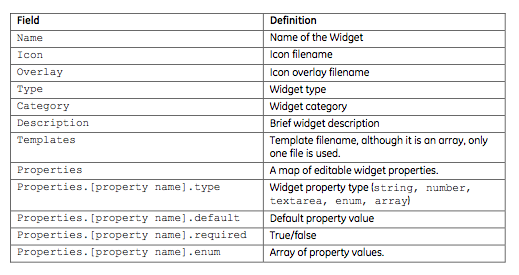 Field Definition
Name Name of the Widget
Icon Icon filename
Overlay Icon overlay filename
Type Widget type
Category Widget category
Description Brief widget description
Templates Template filename, although it is an array, only
one file is used.
Properties A map of editable widget properties.
Properties.[property name].type Widget property type (string, number,
textarea, enum, array)
Properties.[property name].default Default property value
Properties.[property name].required True/false
Properties.[property name].enum Array of property values.